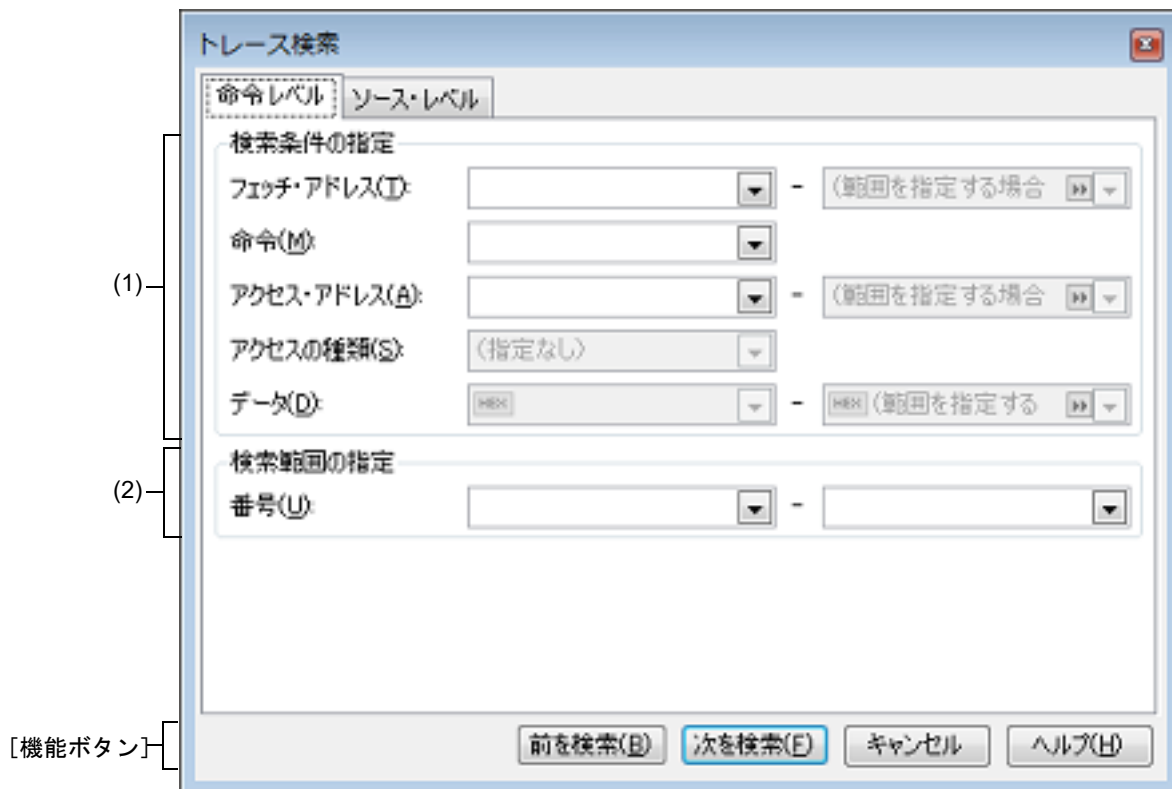 トレース検索
命令レベル ソース・レベル
検索条件の指定
フェッチ・アドレス(T): - (範囲を指定する場合
命令(M):
(1)
アクセス・アドレス(A): - (範囲を指定する場合
アクセスの種類(S): (指定なし)
データ(D): HEX - HEX (範囲を指定する
検索範囲の指定
(2)
番号(U): -
[機能ボタン]
前を検索(B) 次を検索(F) キャンセル ヘルプ(H)